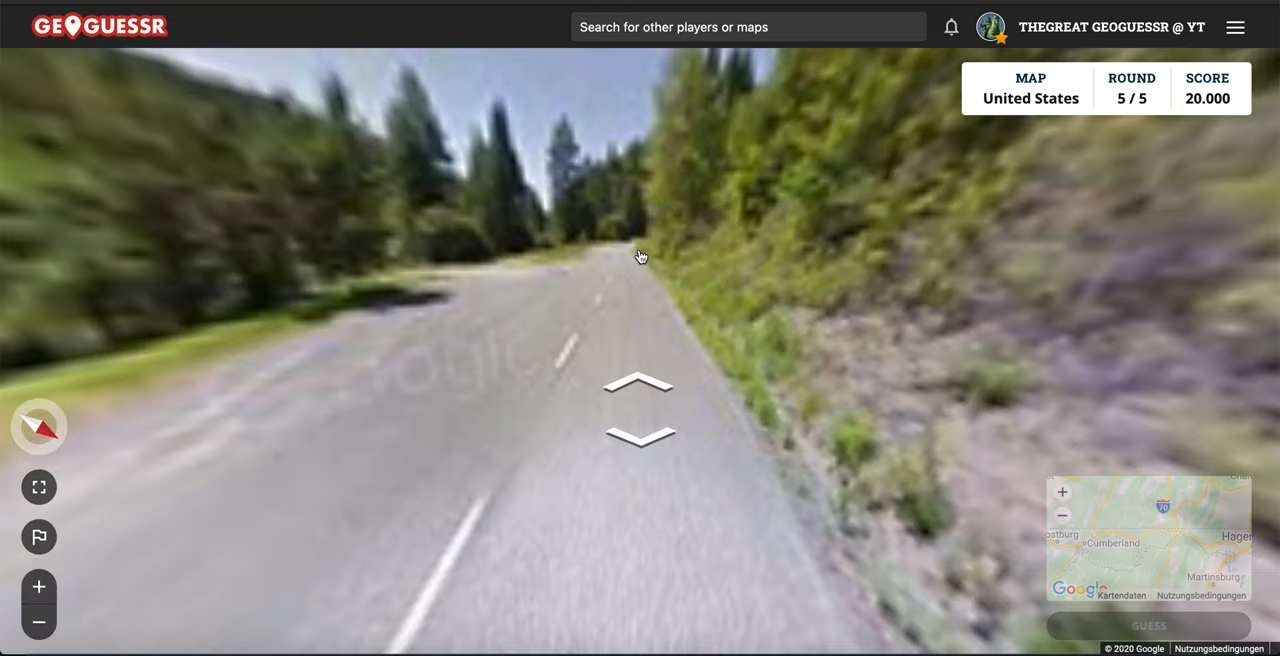 GEOGUESSR
Search for other players or maps
THEGREAT GEOGUESSR @ YT
MAP
United States
ROUND
5 / 5
SCORE
20.000
70
ostburg
Cumberland
Hager
Martinsburg
Google
Kartendaten
Nutzungsbedingungen
GUESS
© 2020 Google
Nutzungsbedingungen